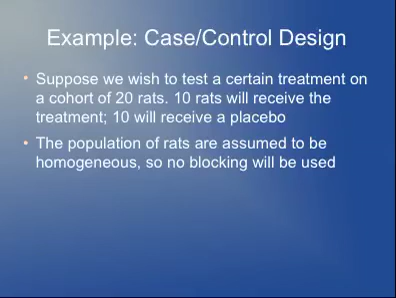 Example: Case/Control Design
• Suppose we wish to test a certain treatment on
a cohort of 20 rats. 10 rats will receive the
treatment; 10 will receive a placebo
• The population of rats are assumed to be
homogeneous, so no blocking will be used